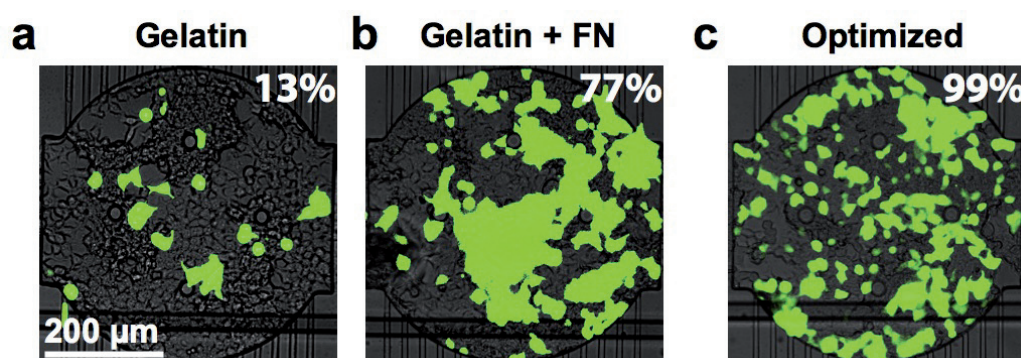 a Gelatin
13%
200 µm
b Gelatin + FN
77%
c Optimized
99%